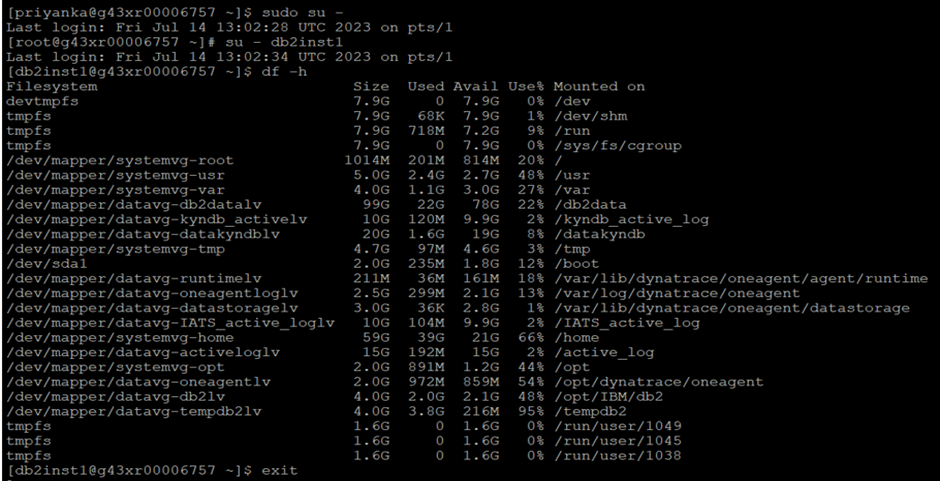 [priyanka@g43xr00006757 ~]$ sudo su -
Last login: Fri Jul 14 13:02:28 UTC 2023 on pts/1
[root@g43xr00006757 ~]# su - db2inst1
Last login: Fri Jul 14 13:02:34 UTC 2023 on pts/1
[db2inst1@g43xr00006757 ~]$ df -h
Filesystem Size Used Avail Use% Mounted on
devtmpfs 7.9G 0 7.9G 0% /dev
tmpfs 7.9G 68K 7.9G 1% /dev/shm
tmpfs 7.9G 718M 7.2G 9% /run
tmpfs 7.9G 0 7.9G 0% /sys/fs/cgroup
/dev/mapper/systemvg-root 1014M 201M 814M 20% /
/dev/mapper/systemvg-usr 5.0G 2.4G 2.7G 48% /usr
/dev/mapper/systemvg-var 4.0G 1.1G 3.0G 27% /var
/dev/mapper/datavg-db2datalv 99G 22G 78G 22% /db2data
/dev/mapper/datavg-kyndb_activelv 10G 120M 9.9G 2% /kyndb_active_log
/dev/mapper/datavg-datakyndblv 20G 1.6G 19G 8% /datakyndb
/dev/mapper/systemvg-tmp 4.7G 97M 4.6G 3% /tmp
/dev/sda1 2.0G 235M 1.8G 12% /boot
/dev/mapper/datavg-runtimelv 211M 36M 161M 18% /var/lib/dynatrace/oneagent/agent/runtime
/dev/mapper/datavg-oneagentloglv 2.5G 299M 2.1G 13% /var/log/dynatrace/oneagent
/dev/mapper/datavg-datastoragelv 3.0G 36K 2.8G 1% /var/lib/dynatrace/oneagent/datastorage
/dev/mapper/datavg-IATS_active_loglv 10G 104M 9.9G 2% /IATS_active_log
/dev/mapper/systemvg-home 59G 39G 21G 66% /home
/dev/mapper/datavg-activeloglv 15G 192M 15G 2% /active_log
/dev/mapper/systemvg-opt 2.0G 891M 1.2G 44% /opt
/dev/mapper/datavg-oneagentlv 2.0G 972M 859M 54% /opt/dynatrace/oneagent
/dev/mapper/datavg-db2lv 4.0G 2.0G 2.1G 48% /opt/IBM/db2
/dev/mapper/datavg-tempdb2lv 4.0G 3.8G 216M 95% /tempdb2
tmpfs 1.6G 0 1.6G 0% /run/user/1049
tmpfs 1.6G 0 1.6G 0% /run/user/1045
tmpfs 1.6G 0 1.6G 0% /run/user/1038
[db2inst1@g43xr00006757 ~]$ exit